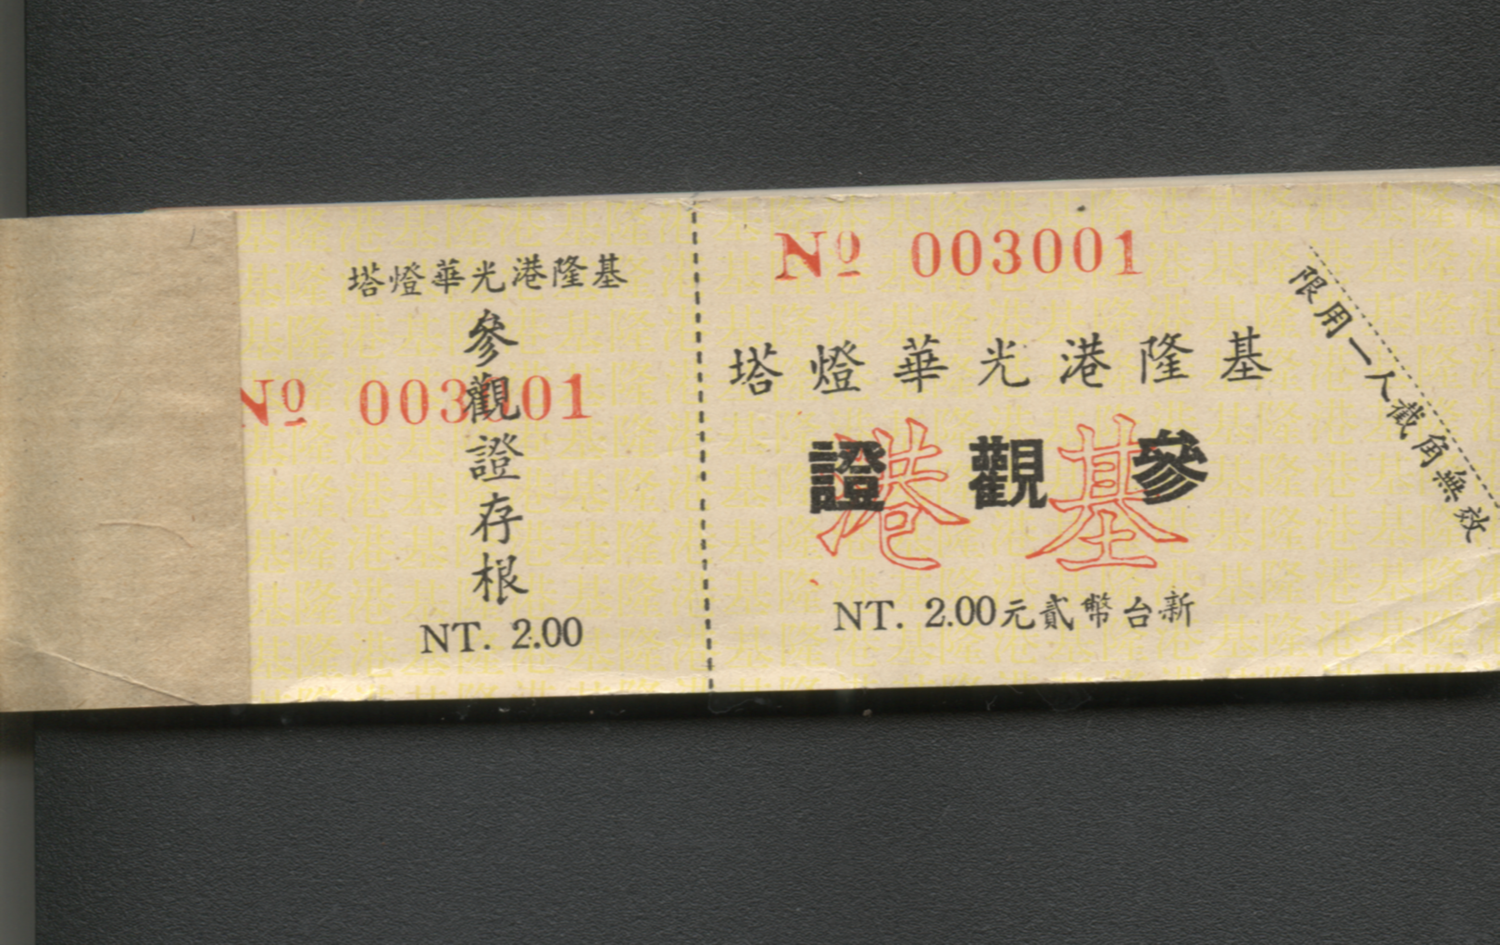 基隆港光華燈塔
參觀證存根
Nº 003001
NT. 2.00
Nº 003001
基隆港光華燈塔
基港
參觀證
新台幣貳元 NT. 2.00
限用一人截角無效